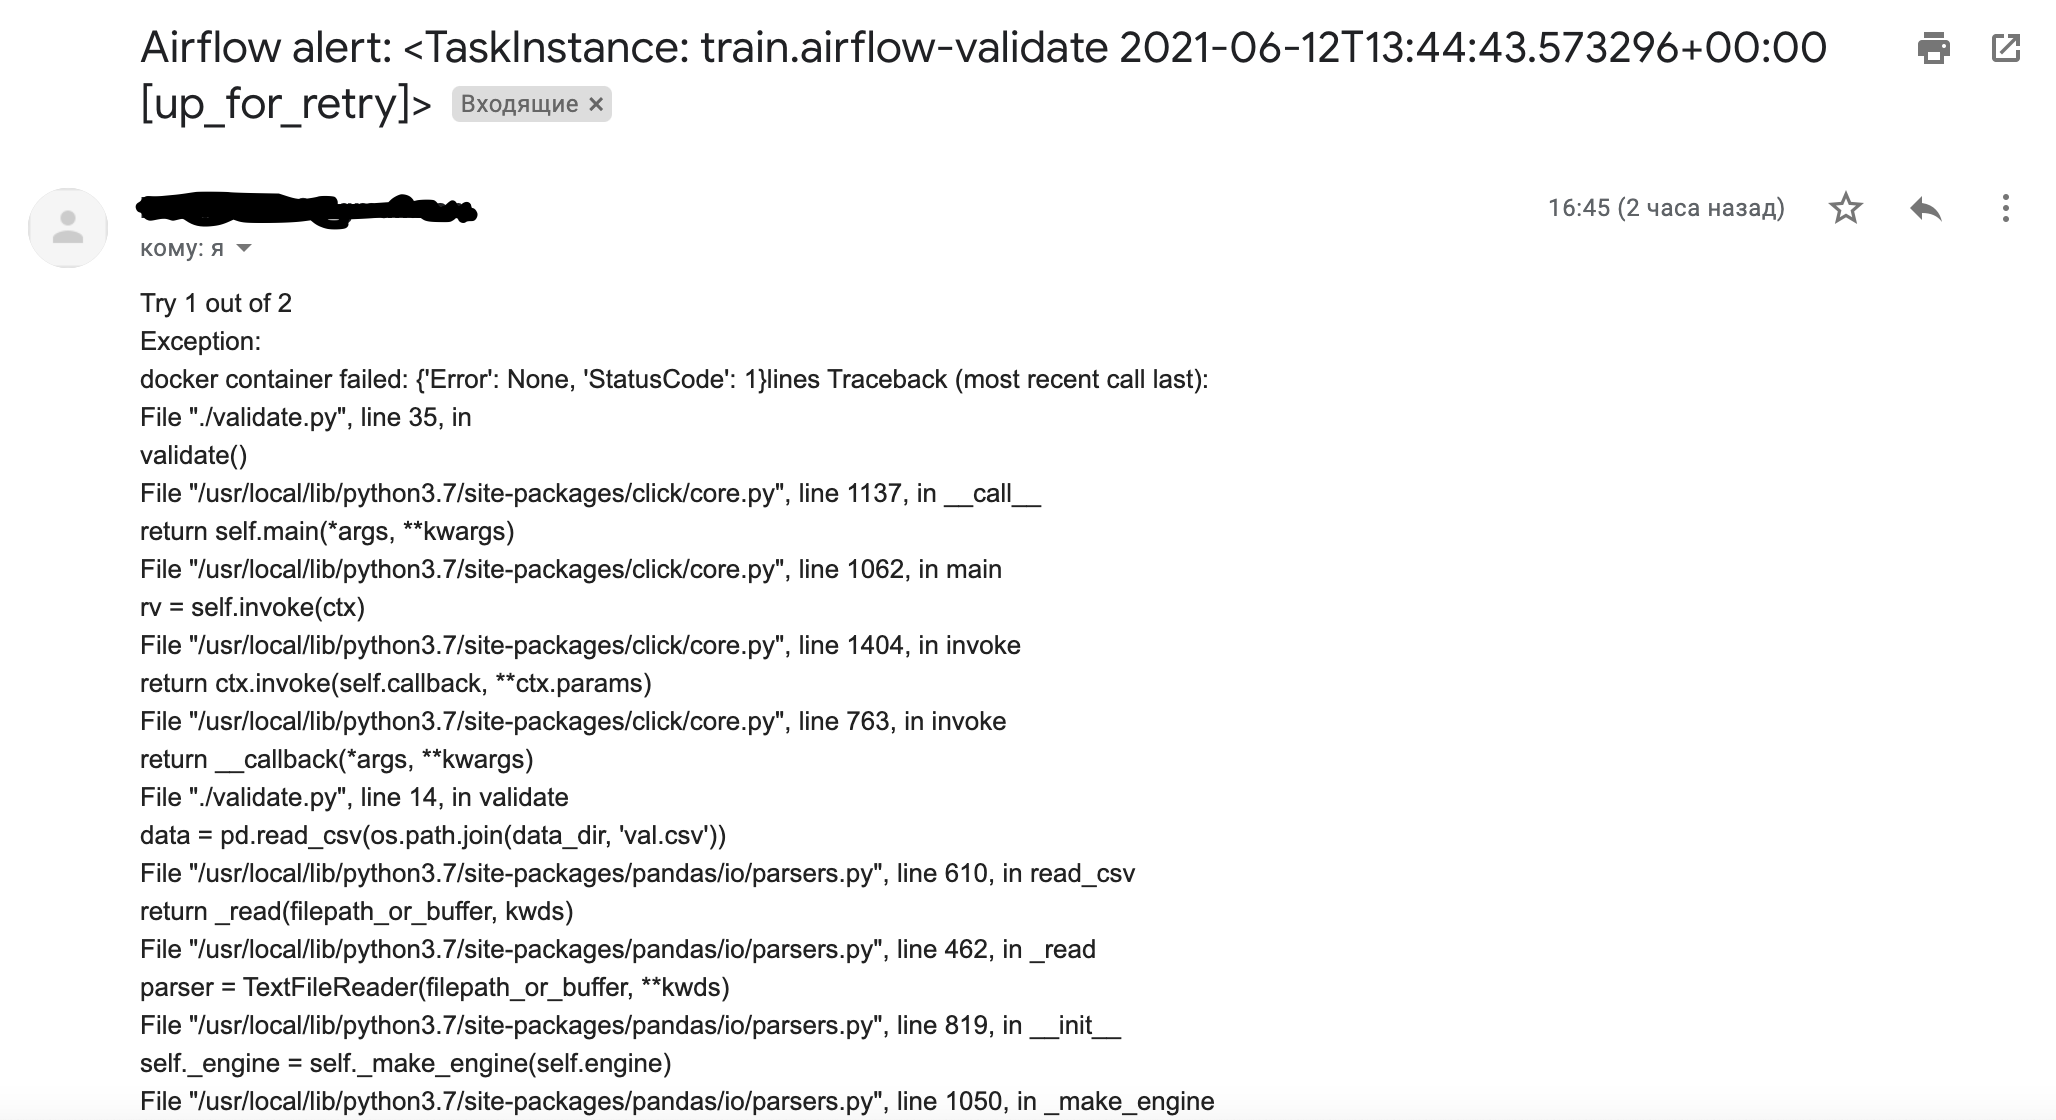 Airflow alert: <TaskInstance: train.airflow-validate 2021-06-12T13:44:43.573296+00:00
[up_for_retry]> Входящие ×
16:45 (2 часа назад)
кому: я
Try 1 out of 2
Exception:
docker container failed: {'Error': None, 'StatusCode': 1}lines Traceback (most recent call last):
File "./validate.py", line 35, in
validate()
File "/usr/local/lib/python3.7/site-packages/click/core.py", line 1137, in __call__
return self.main(*args, **kwargs)
File "/usr/local/lib/python3.7/site-packages/click/core.py", line 1062, in main
rv = self.invoke(ctx)
File "/usr/local/lib/python3.7/site-packages/click/core.py", line 1404, in invoke
return ctx.invoke(self.callback, **ctx.params)
File "/usr/local/lib/python3.7/site-packages/click/core.py", line 763, in invoke
return __callback(*args, **kwargs)
File "./validate.py", line 14, in validate
data = pd.read_csv(os.path.join(data_dir, 'val.csv'))
File "/usr/local/lib/python3.7/site-packages/pandas/io/parsers.py", line 610, in read_csv
return _read(filepath_or_buffer, kwds)
File "/usr/local/lib/python3.7/site-packages/pandas/io/parsers.py", line 462, in _read
parser = TextFileReader(filepath_or_buffer, **kwds)
File "/usr/local/lib/python3.7/site-packages/pandas/io/parsers.py", line 819, in __init__
self._engine = self._make_engine(self.engine)
File "/usr/local/lib/python3.7/site-packages/pandas/io/parsers.py", line 1050, in _make_engine